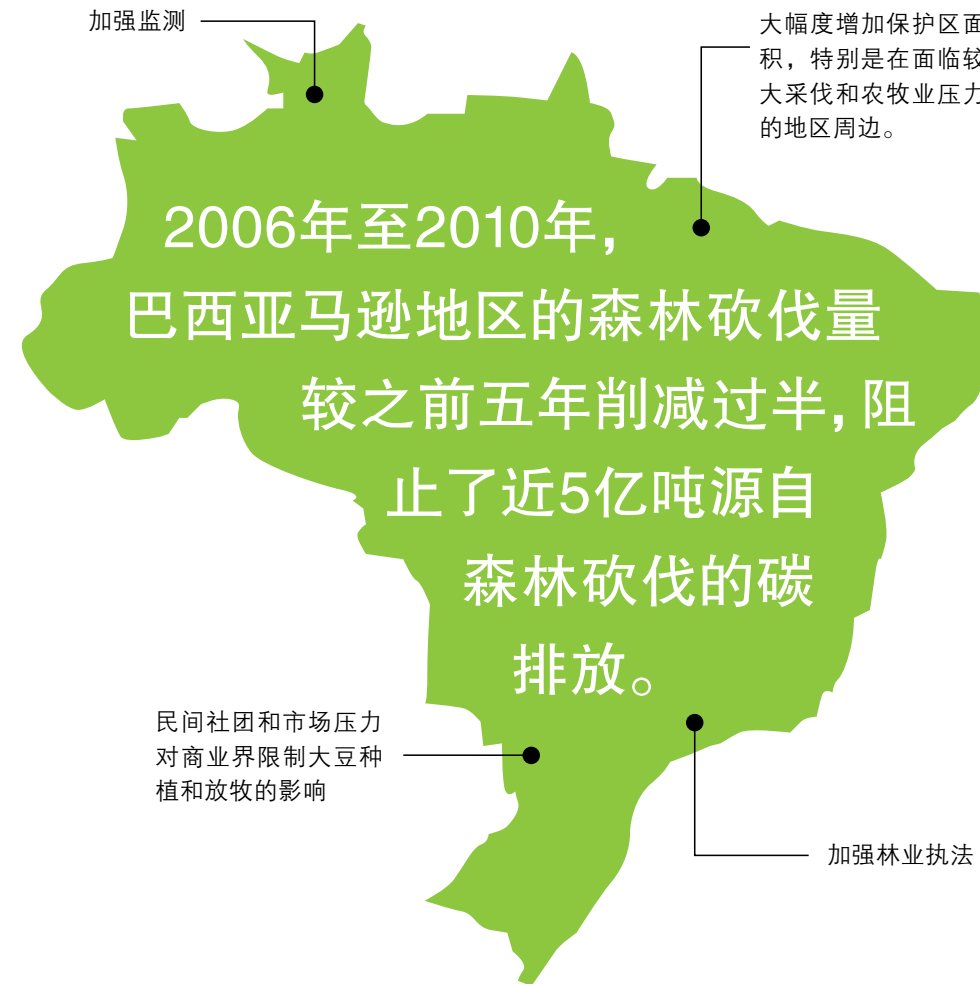 加强监测
大幅度增加保护区面
积，特别是在面临较
大采伐和农牧业压力
的地区周边。
2006年至2010年，
巴西亚马逊地区的森林砍伐量
较之前五年削减过半，阻
止了近5亿吨源自
森林砍伐的碳
排放。
民间社团和市场压力
对商业界限制大豆种
植和放牧的影响
加强林业执法